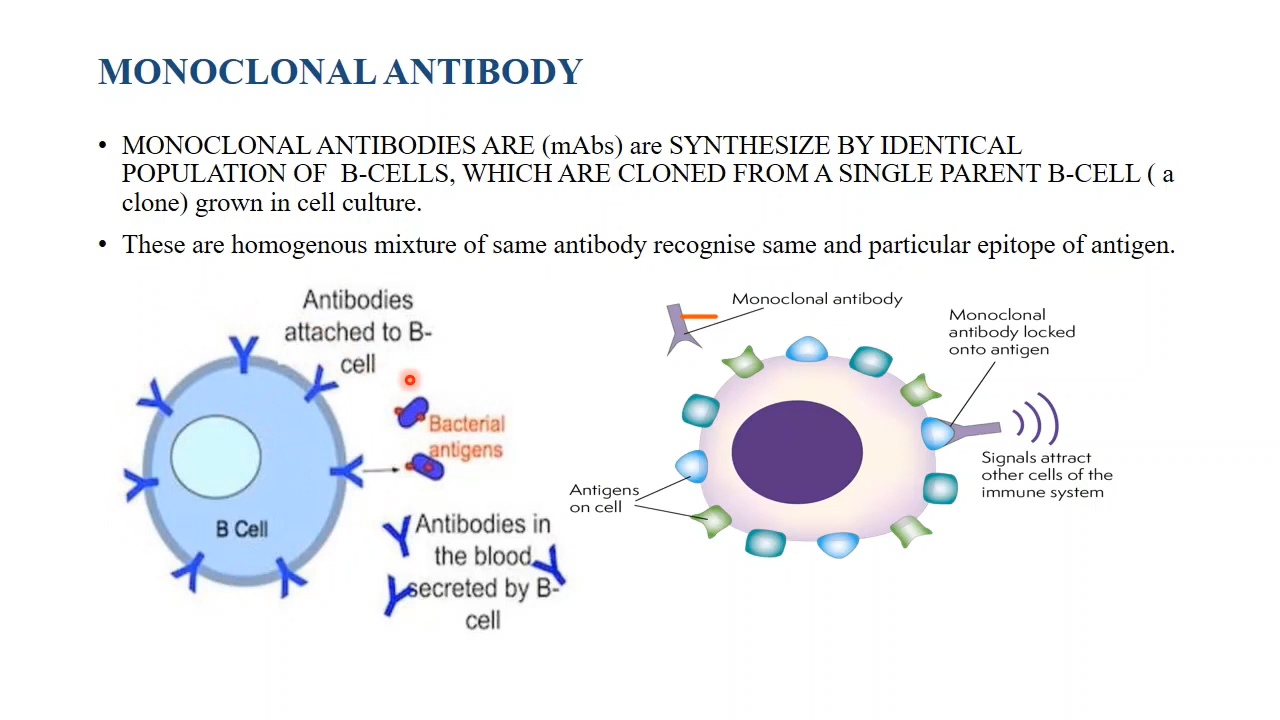 MONOCLONAL ANTIBODY
• MONOCLONAL ANTIBODIES ARE (mAbs) are SYNTHESIZE BY IDENTICAL
POPULATION OF B-CELLS, WHICH ARE CLONED FROM A SINGLE PARENT B-CELL ( a
clone) grown in cell culture.
• These are homogenous mixture of same antibody recognise same and particular epitope of antigen.
Antibodies
attached to B-
cell
Bacterial
antigens
B Cell
Antibodies in
the blood
secreted by B-
cell
Monoclonal antibody
Monoclonal
antibody locked
onto antigen
Signals attract
other cells of the
immune system
Antigens
on cell